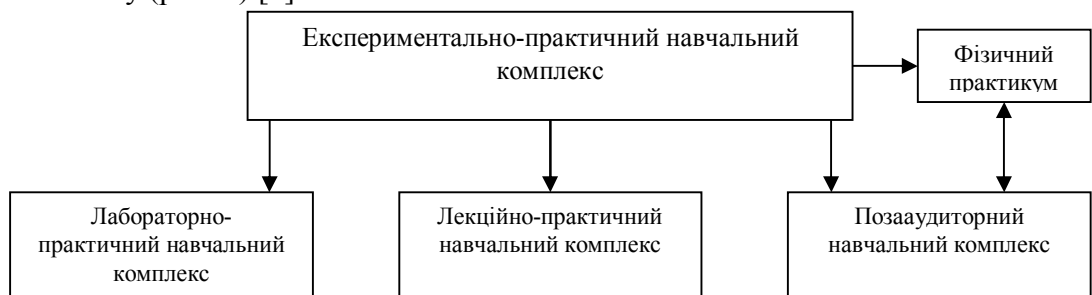 Експериментально-практичний навчальний
комплекс
Фізичний
практикум
Лабораторно-
практичний навчальний
комплекс
Лекційно-практичний
навчальний комплекс
Позааудиторний
навчальний комплекс